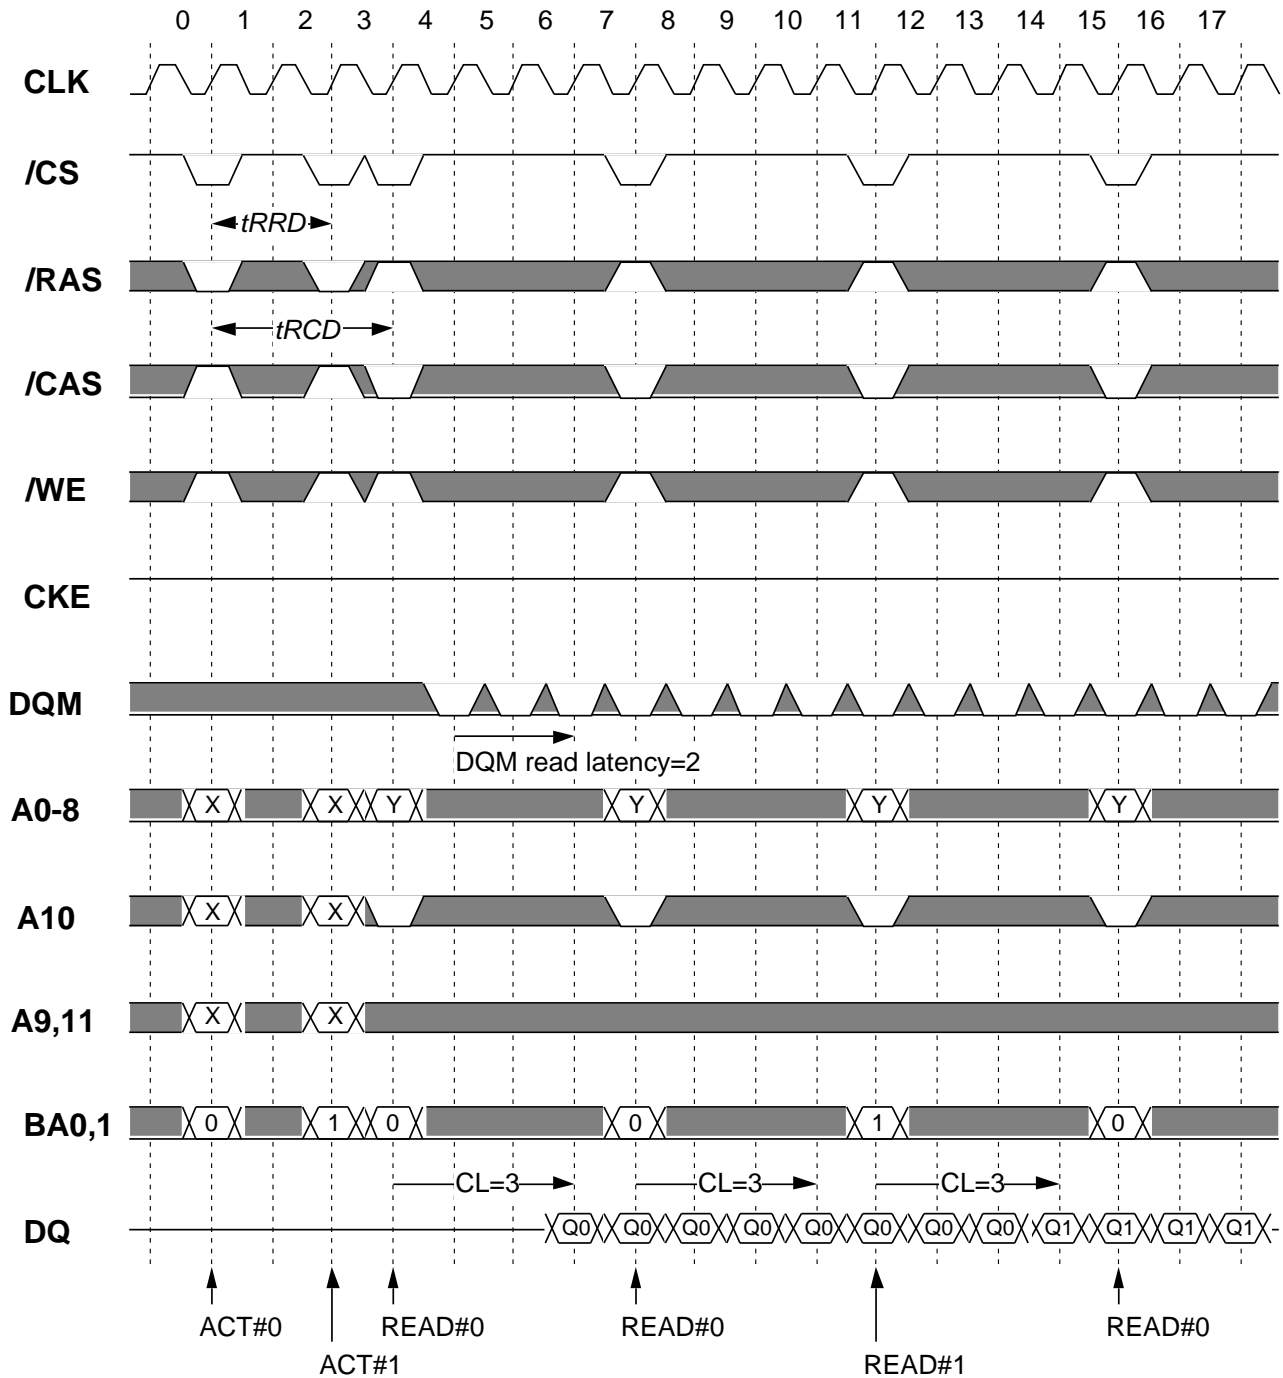 0 1 2 3 4 5 6 7 8 9 10 11 12 13 14 15 16 17
CLK
/CS
tRRD
/RAS
tRCD
/CAS
/WE
CKE
DQM
DQM read latency=2
A0-8 X X Y Y Y Y
A10 X X
A9,11 X X
BA0,1 0 1 0 0 1 0
CL=3 CL=3 CL=3
DQ Q0 Q0 Q0 Q0 Q0 Q0 Q0 Q0 Q1 Q1 Q1 Q1
ACT#0 READ#0 READ#0 READ#0
ACT#1 READ#1